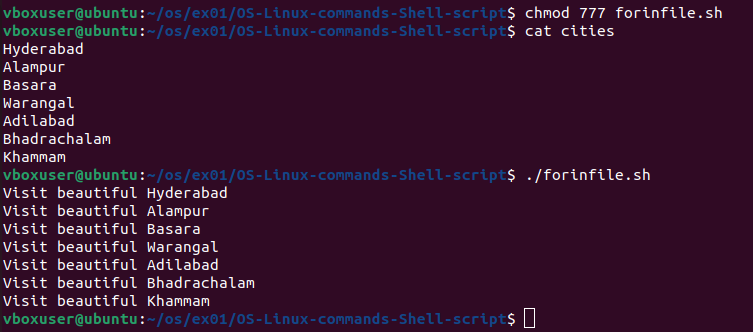 vboxuser@ubuntu:~/os/ex01/OS-Linux-commands-Shell-script$ chmod 777 forinfile.sh
vboxuser@ubuntu:~/os/ex01/OS-Linux-commands-Shell-script$ cat cities
Hyderabad
Alampur
Basara
Warangal
Adilabad
Bhadrachalam
Khammam
vboxuser@ubuntu:~/os/ex01/OS-Linux-commands-Shell-script$ ./forinfile.sh
Visit beautiful Hyderabad
Visit beautiful Alampur
Visit beautiful Basara
Visit beautiful Warangal
Visit beautiful Adilabad
Visit beautiful Bhadrachalam
Visit beautiful Khammam
vboxuser@ubuntu:~/os/ex01/OS-Linux-commands-Shell-script$